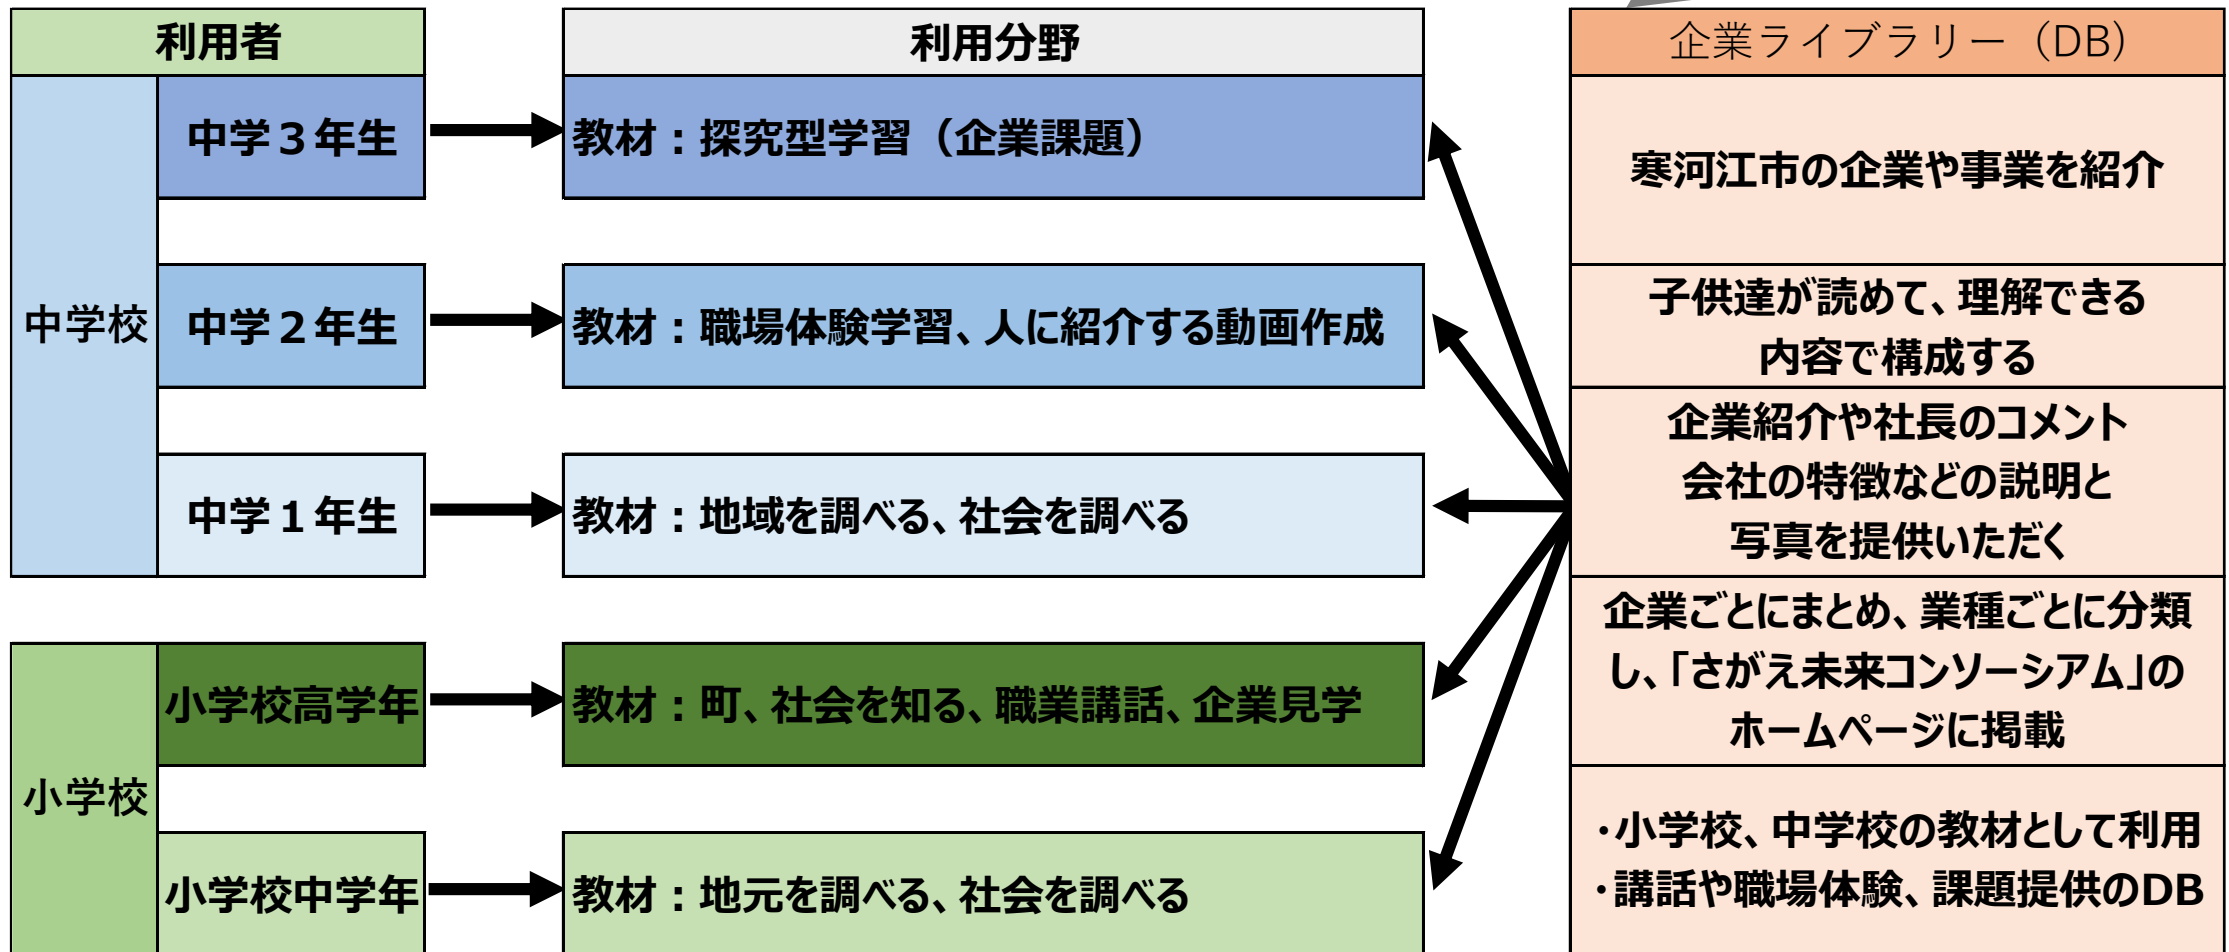 利用者
利用分野
企業ライブラリー（DB）
中学校
中学３年生
教材：探究型学習（企業課題）
中学２年生
教材：職場体験学習、人に紹介する動画作成
中学１年生
教材：地域を調べる、社会を調べる
小学校
小学校高学年
教材：町、社会を知る、職業講話、企業見学
小学校中学年
教材：地元を調べる、社会を調べる
寒河江市の企業や事業を紹介
子供達が読めて、理解できる
内容で構成する
企業紹介や社長のコメント
会社の特徴などの説明と
写真を提供いただく
企業ごとにまとめ、業種ごとに分類
し、「さがえ未来コンソーシアム」の
ホームページに掲載
・小学校、中学校の教材として利用
・講話や職場体験、課題提供のDB